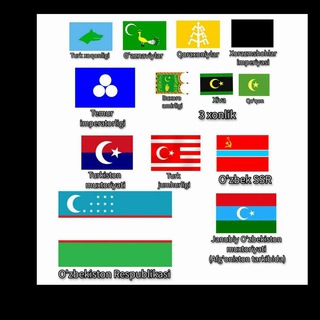 Turk xoqonligi
G'aznaviylar
Qoraxoniylar
Xorazmshohlar
imperiyasi
Temur
imperatorligi
Buxoro
amirligi
Xiva
Qo'qon
3 xonlik
Turkiston
muxtoriyati
Turk
jumhurligi
O'zbek SSR
O'zbekiston Respublikasi
Janubiy O'zbekiston
muxtoriyati
(Afg'oniston tarkibida)